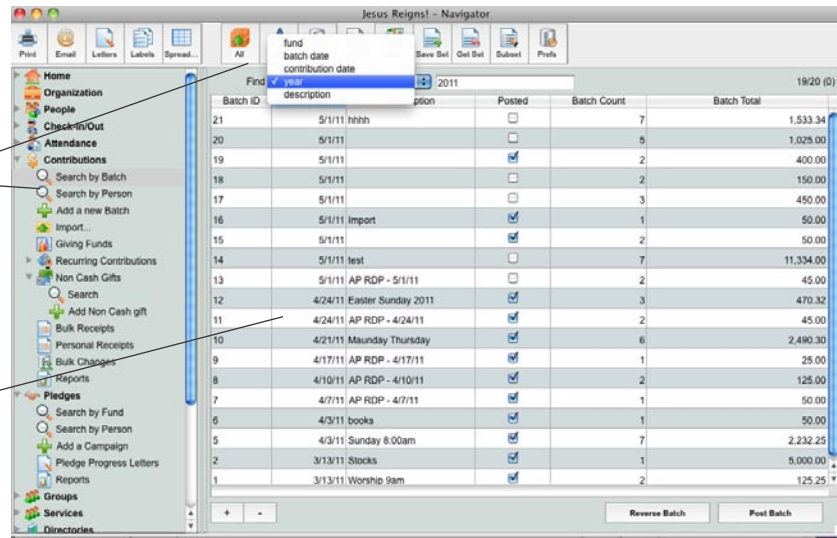 Jesus Reigns! – Navigator
Print Email Letters Labels Spread... All Save Set Get Set Subset Prefs
fund
batch date
contribution date
✓ year
description
Find 2011 19/20 (0)
Home
Organization
People
Check-In/Out
Attendance
Contributions
Search by Batch
Search by Person
Add a new Batch
Import...
Giving Funds
Recurring Contributions
Non Cash Gifts
Search
Add Non Cash gift
Bulk Receipts
Personal Receipts
Bulk Changes
Reports
Pledges
Search by Fund
Search by Person
Add a Campaign
Pledge Progress Letters
Reports
Groups
Services
Directories
Batch ID Posted Batch Count Batch Total
21 5/1/11 hhhh 7 1,533.34
20 5/1/11 5 1,025.00
19 5/1/11 2 400.00
18 5/1/11 2 150.00
17 5/1/11 3 450.00
16 5/1/11 Import 1 50.00
15 5/1/11 2 50.00
14 5/1/11 test 7 11,334.00
13 5/1/11 AP RDP - 5/1/11 2 45.00
12 4/24/11 Easter Sunday 2011 3 470.32
11 4/24/11 AP RDP - 4/24/11 2 45.00
10 4/21/11 Maunday Thursday 6 2,490.30
9 4/17/11 AP RDP - 4/17/11 1 25.00
8 4/10/11 AP RDP - 4/10/11 2 125.00
7 4/7/11 AP RDP - 4/7/11 1 50.00
6 4/3/11 books 1 50.00
5 4/3/11 Sunday 8:00am 7 2,232.25
2 3/13/11 Stocks 1 5,000.00
1 3/13/11 Worship 9am 2 125.25
+ - Reverse Batch Post Batch